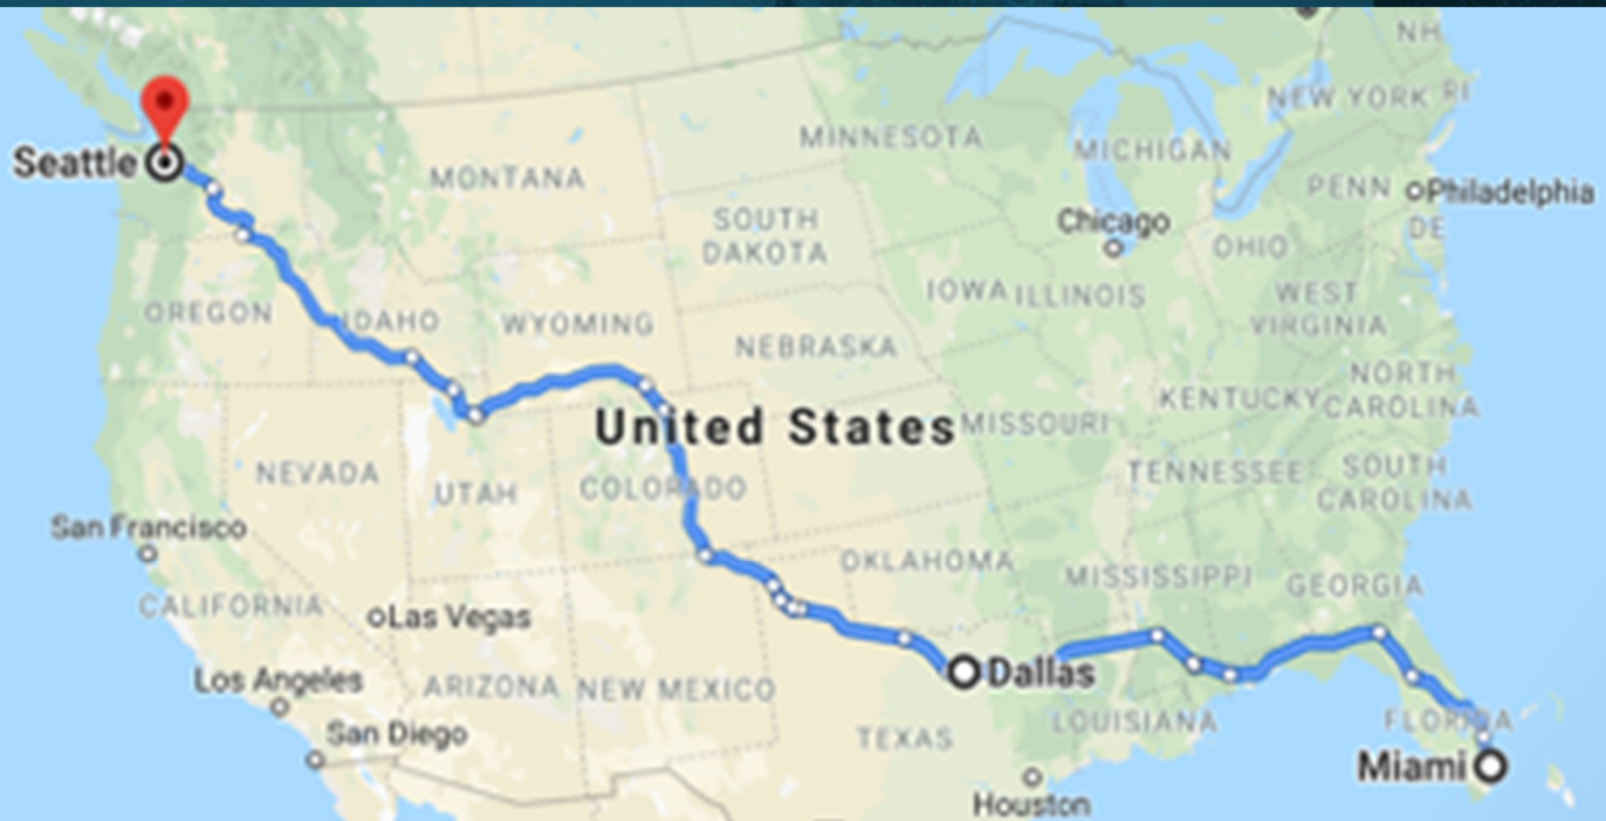 NH
NEW YORK
RI
MINNESOTA
MICHIGAN
Seattle
MONTANA
PENN
Philadelphia
SOUTH
DAKOTA
Chicago
DE
OHIO
IOWA
ILLINOIS
WEST
VIRGINIA
OREGON
IDAHO
WYOMING
NEBRASKA
NORTH
CAROLINA
KENTUCKY
United States
MISSOURI
NEVADA
UTAH
COLORADO
TENNESSEE
SOUTH
CAROLINA
San Francisco
OKLAHOMA
MISSISSIPPI
GEORGIA
CALIFORNIA
Las Vegas
Los Angeles
ARIZONA
NEW MEXICO
Dallas
San Diego
TEXAS
LOUISIANA
FLORIDA
Miami
Houston